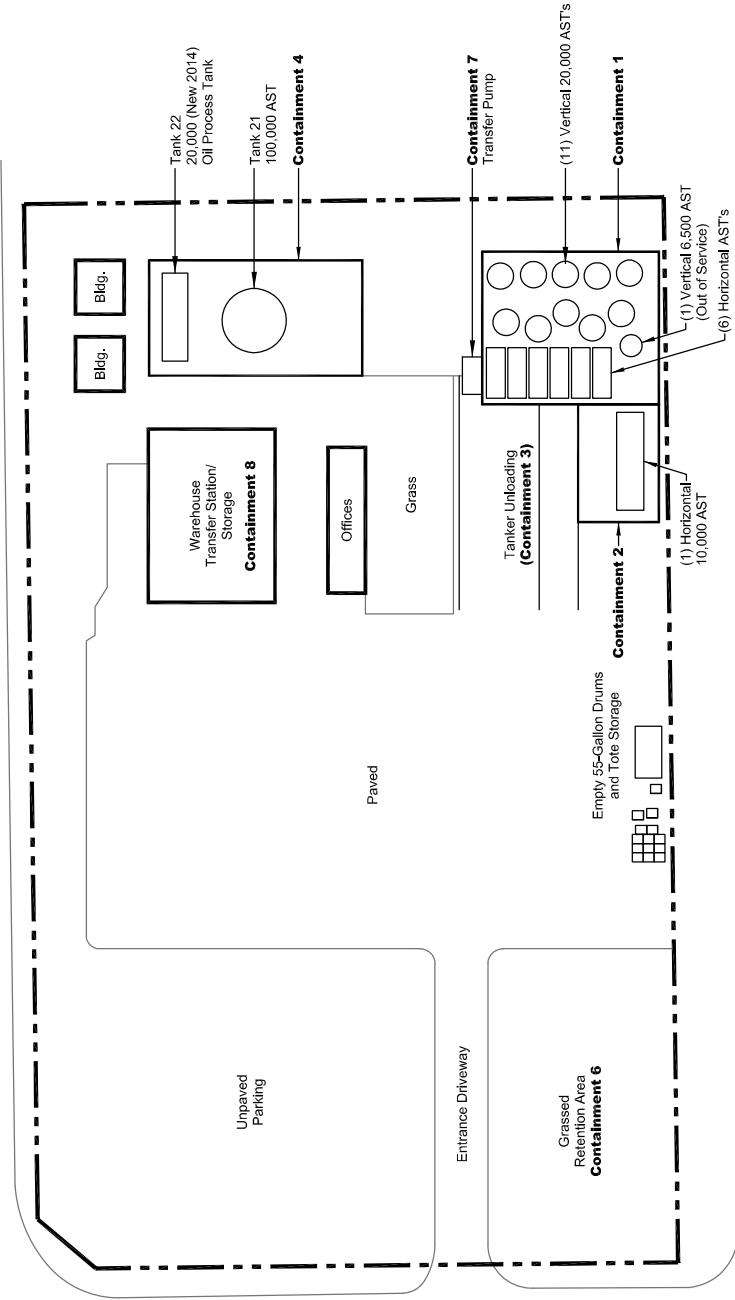 Unpaved
Parking
Entrance Driveway
Grassed
Retention Area
Containment 6
Paved
Empty 55-Gallon Drums
and Tote Storage
Warehouse
Transfer Station/
Storage
Containment 8
Offices
Grass
Tanker Unloading
(Containment 3)
Containment 2
(1) Horizontal
10,000 AST
Bldg.
Bldg.
Tank 22
20,000 (New 2014)
Oil Process Tank
Tank 21
100,000 AST
Containment 4
Containment 7
Transfer Pump
(11) Vertical 20,000 AST's
Containment 1
(1) Vertical 6,500 AST
(Out of Service)
(6) Horizontal AST's